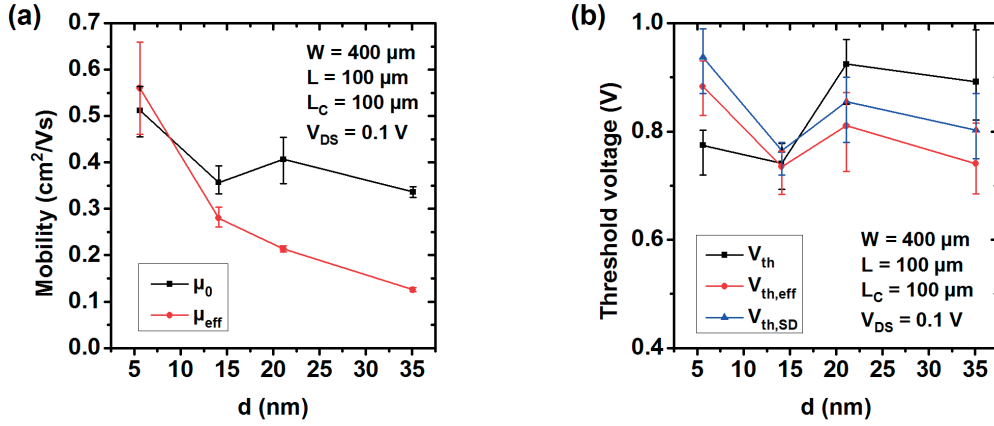 (a)
Mobility (cm²/Vs)
0.7
0.6
0.5
0.4
0.3
0.2
0.1
0.0
W = 400 µm
L = 100 µm
L_C = 100 µm
V_DS = 0.1 V
µ_0
µ_eff
5 10 15 20 25 30 35
d (nm)
(b)
Threshold voltage (V)
1.0
0.8
0.6
0.4
V_th
V_th,eff
V_th,SD
W = 400 µm
L = 100 µm
L_C = 100 µm
V_DS = 0.1 V
5 10 15 20 25 30 35
d (nm)